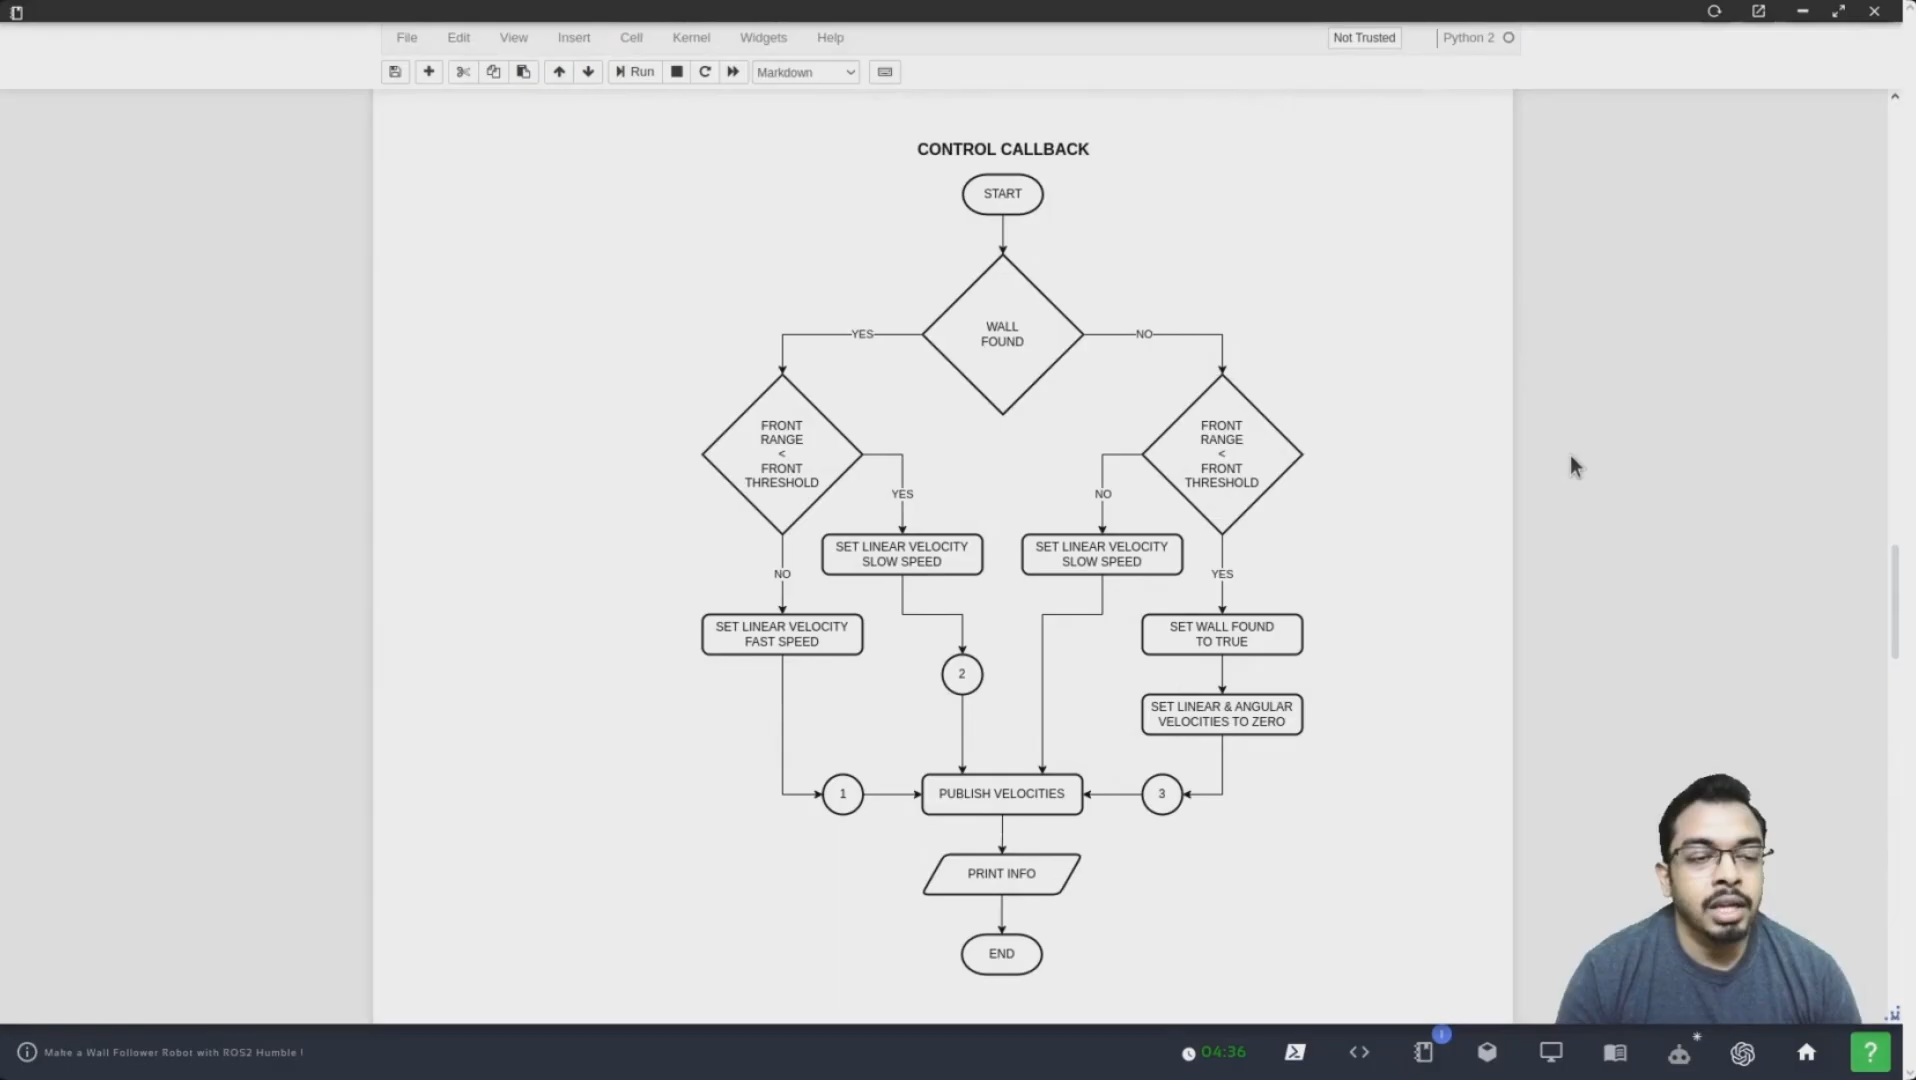 File Edit View Insert Cell Kernel Widgets Help Not Trusted Python 2
Run Markdown
CONTROL CALLBACK
START
WALL
FOUND
YES NO
FRONT
RANGE
<
FRONT
THRESHOLD
FRONT
RANGE
<
FRONT
THRESHOLD
YES NO
SET LINEAR VELOCITY
SLOW SPEED
SET LINEAR VELOCITY
SLOW SPEED
NO YES
SET LINEAR VELOCITY
FAST SPEED
SET WALL FOUND
TO TRUE
2
SET LINEAR & ANGULAR
VELOCITIES TO ZERO
1 PUBLISH VELOCITIES 3
PRINT INFO
END
Make a Wall Follower Robot with ROS2 Humble !
04:36
?